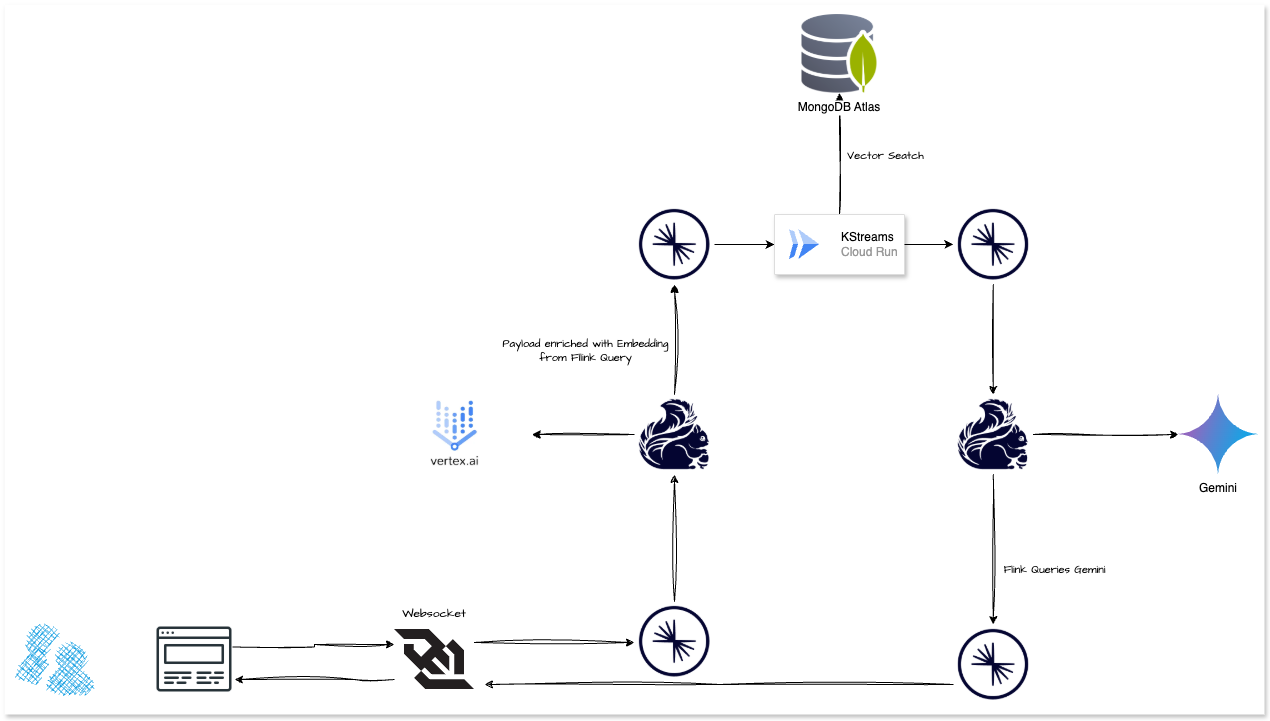 MongoDB Atlas
Vector Seatch
KStreams
Cloud Run
Payload enriched with Embedding
from Fllink Query
vertex.ai
Gemini
Flink Queries Gemini
Websocket